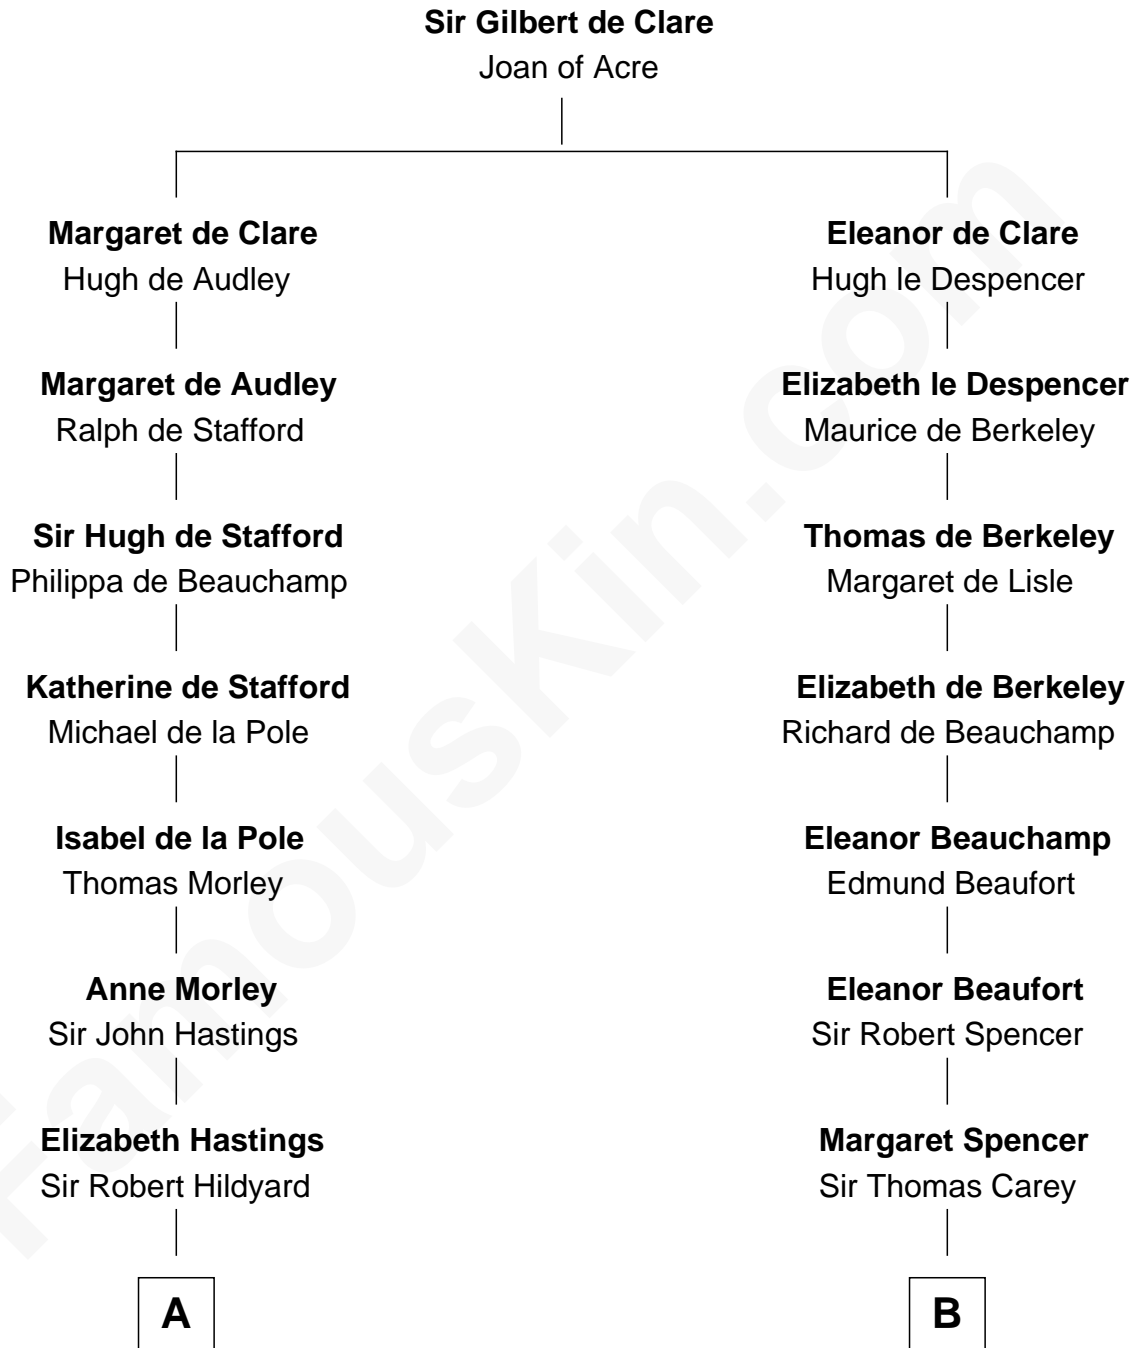 Sir Gilbert de Clare
Joan of Acre
Margaret de Clare
Hugh de Audley
Eleanor de Clare
Hugh le Despencer
Margaret de Audley
Ralph de Stafford
Elizabeth le Despencer
Maurice de Berkeley
Sir Hugh de Stafford
Philippa de Beauchamp
Thomas de Berkeley
Margaret de Lisle
Katherine de Stafford
Michael de la Pole
Elizabeth de Berkeley
Richard de Beauchamp
Isabel de la Pole
Thomas Morley
Eleanor Beauchamp
Edmund Beaufort
Anne Morley
Sir John Hastings
Eleanor Beaufort
Sir Robert Spencer
Elizabeth Hastings
Sir Robert Hildyard
Margaret Spencer
Sir Thomas Carey
A
B
FamousKin.com